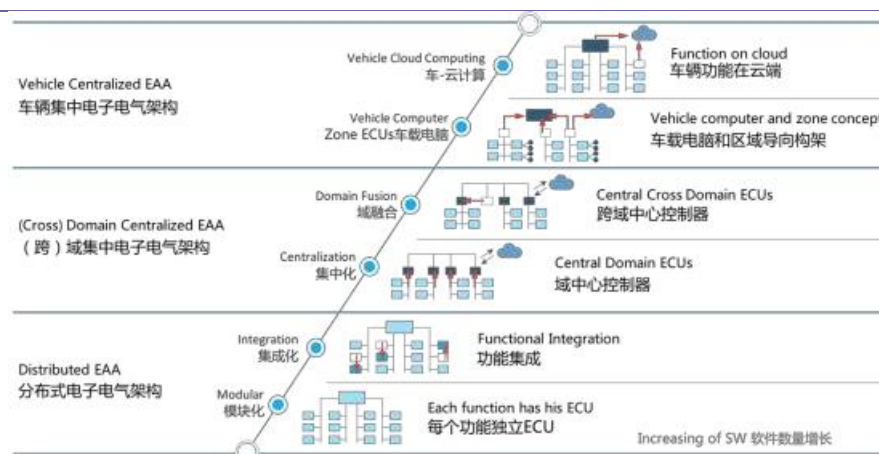 Vehicle Centralized EAA
车辆集中电子电气架构
Vehicle Cloud Computing
车-云计算
Function on cloud
车辆功能在云端
Vehicle Computer
Zone ECUs车载电脑
Vehicle computer and zone concept
车载电脑和区域导向构架
(Cross) Domain Centralized EAA
（跨）域集中电子电气架构
Domain Fusion
域融合
Central Cross Domain ECUs
跨域中心控制器
Centralization
集中化
Central Domain ECUs
域中心控制器
Distributed EAA
分布式电子电气架构
Integration
集成化
Functional Integration
功能集成
Modular
模块化
Each function has his ECU
每个功能独立ECU
Increasing of SW 软件数量增长